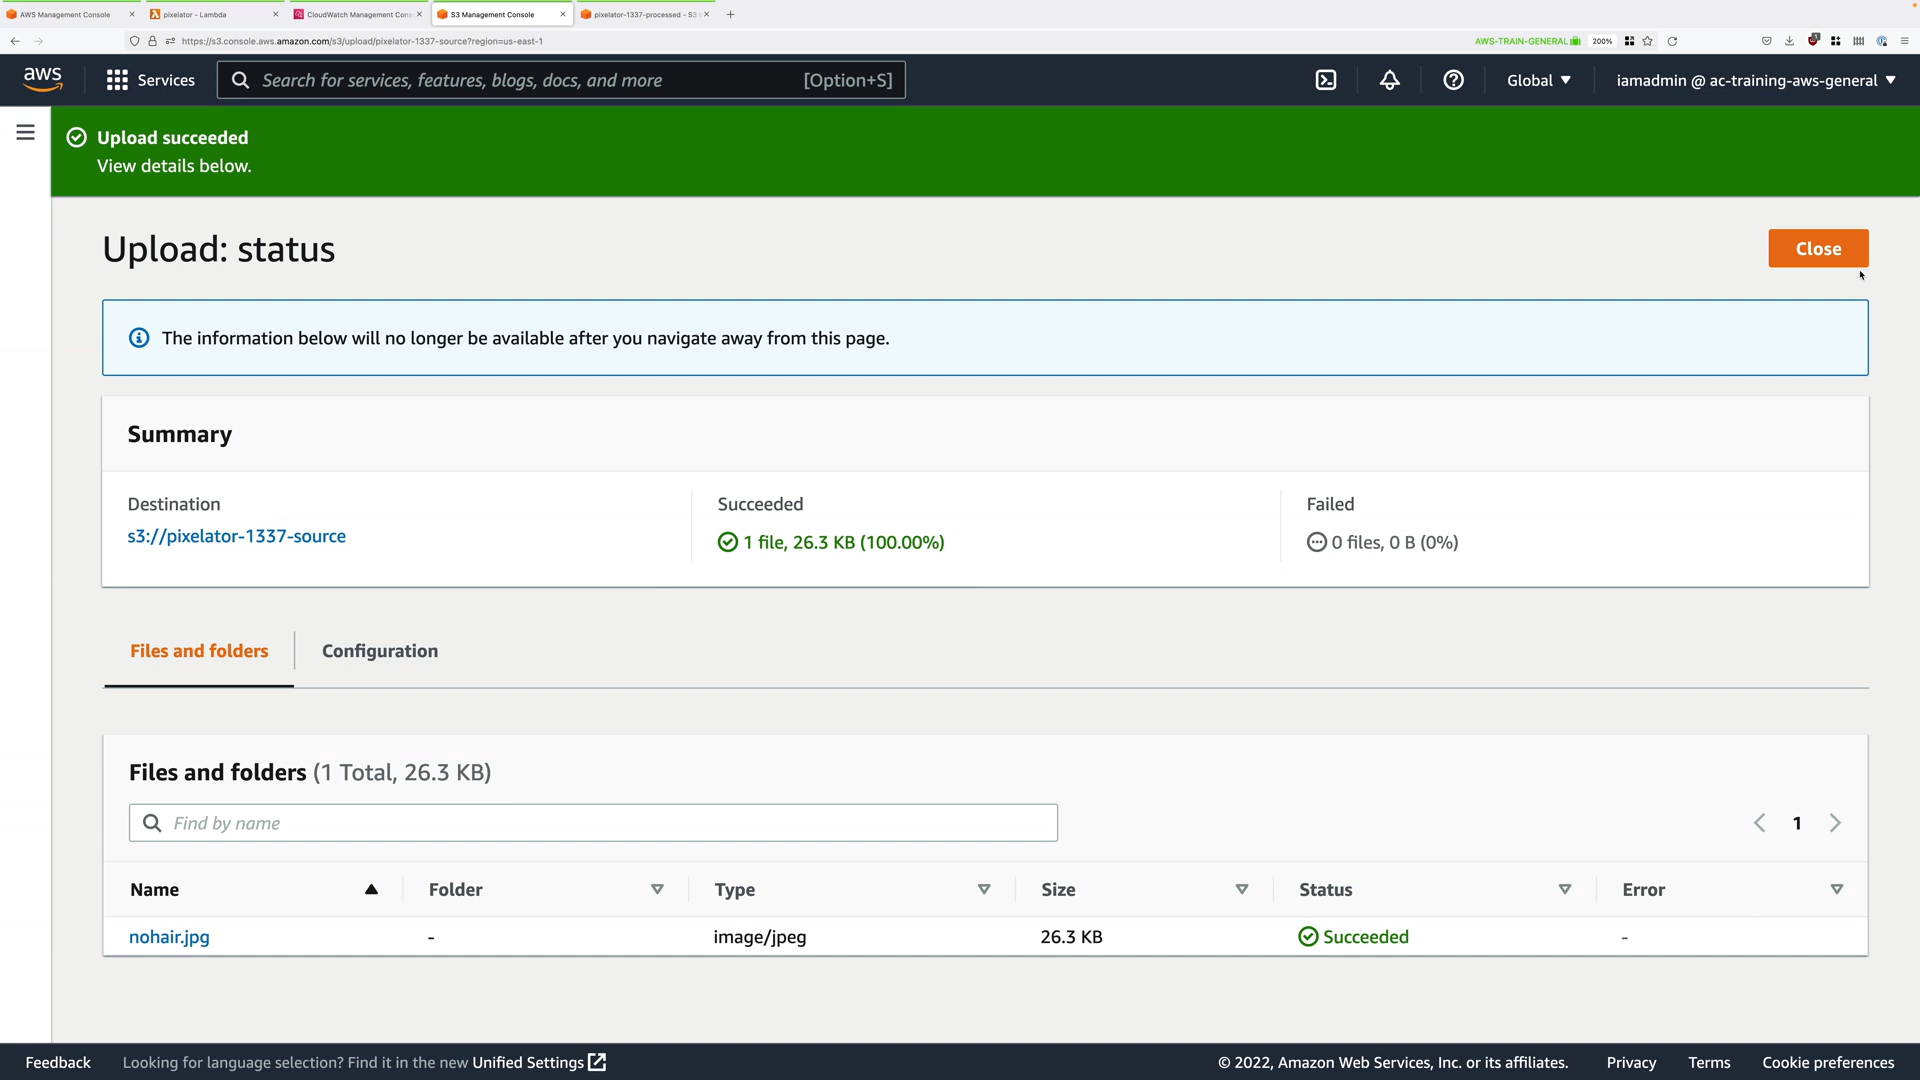 AWS Management Console
pixelator - Lambda
CloudWatch Management Con
S3 Management Console
pixelator-1337-processed - S3 b
https://s3.console.aws.amazon.com/s3/upload/pixelator-1337-source?region=us-east-1
AWS-TRAIN-GENERAL
200%
aws
Services
Search for services, features, blogs, docs, and more
[Option+S]
Global
iamadmin @ ac-training-aws-general
Upload succeeded
View details below.
Upload: status
Close
The information below will no longer be available after you navigate away from this page.
Summary
Destination
s3://pixelator-1337-source
Succeeded
1 file, 26.3 KB (100.00%)
Failed
0 files, 0 B (0%)
Files and folders
Configuration
Files and folders (1 Total, 26.3 KB)
Find by name
1
Name Folder Type Size Status Error
nohair.jpg - image/jpeg 26.3 KB Succeeded -
Feedback
Looking for language selection? Find it in the new Unified Settings
© 2022, Amazon Web Services, Inc. or its affiliates.
Privacy
Terms
Cookie preferences